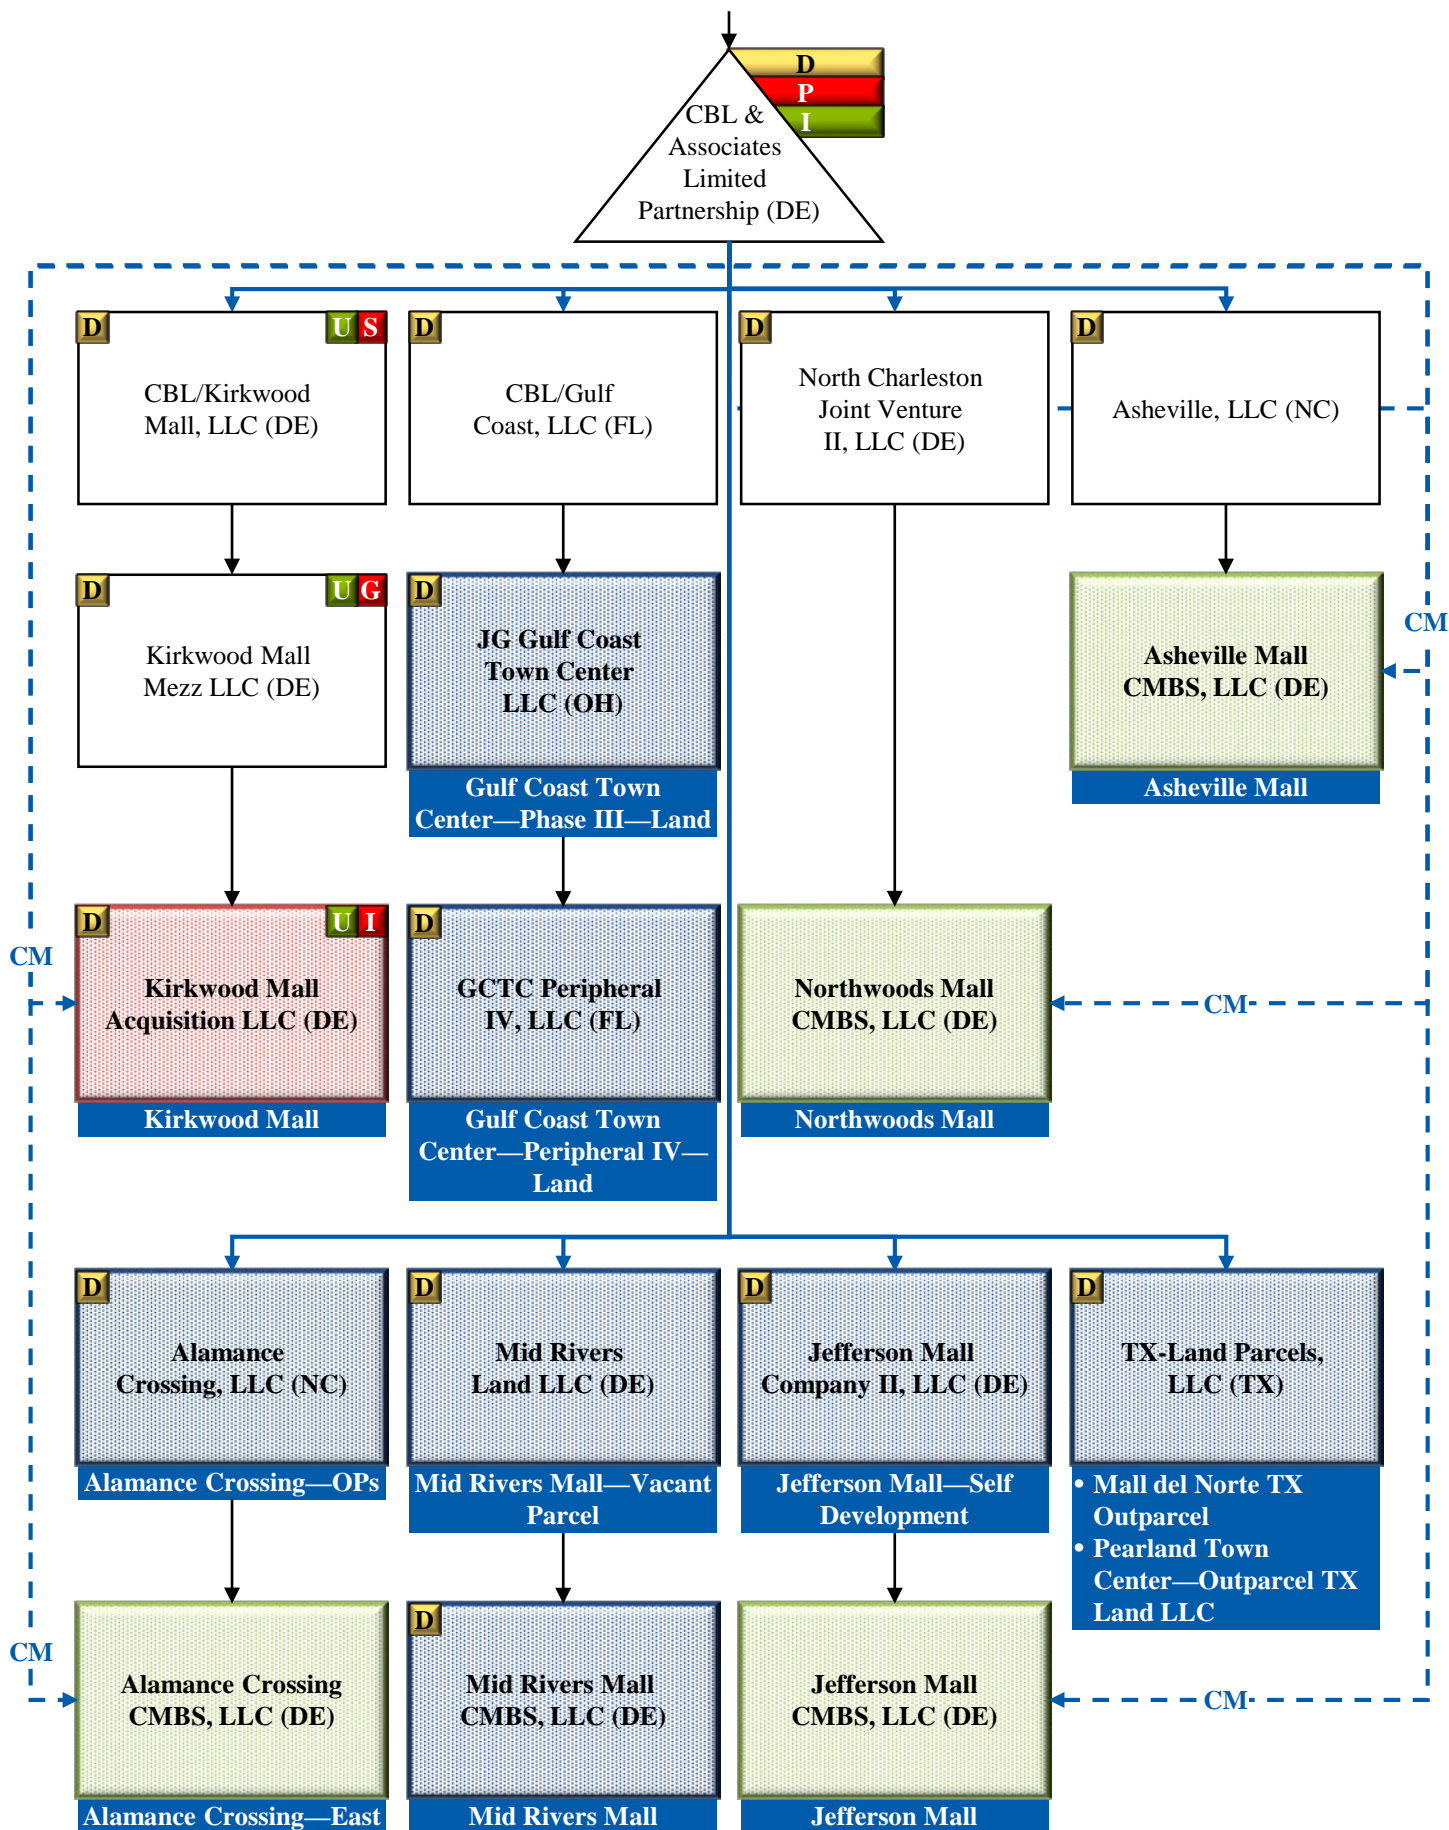 D
P
I
CBL &
Associates
Limited
Partnership (DE)
D
U S
CBL/Kirkwood
Mall, LLC (DE)
D
CBL/Gulf
Coast, LLC (FL)
D
North Charleston
Joint Venture
II, LLC (DE)
D
Asheville, LLC (NC)
D
U G
Kirkwood Mall
Mezz LLC (DE)
D
JG Gulf Coast
Town Center
LLC (OH)
Gulf Coast Town
Center—Phase III—Land
Asheville Mall
CMBS, LLC (DE)
Asheville Mall
CM
CM
D
U I
Kirkwood Mall
Acquisition LLC (DE)
Kirkwood Mall
D
GCTC Peripheral
IV, LLC (FL)
Gulf Coast Town
Center—Peripheral IV—
Land
Northwoods Mall
CMBS, LLC (DE)
Northwoods Mall
CM
D
Alamance
Crossing, LLC (NC)
Alamance Crossing—OPs
D
Mid Rivers
Land LLC (DE)
Mid Rivers Mall—Vacant
Parcel
D
Jefferson Mall
Company II, LLC (DE)
Jefferson Mall—Self
Development
D
TX-Land Parcels,
LLC (TX)
• Mall del Norte TX
Outparcel
• Pearland Town
Center—Outparcel TX
Land LLC
CM
Alamance Crossing
CMBS, LLC (DE)
Alamance Crossing—East
D
Mid Rivers Mall
CMBS, LLC (DE)
Mid Rivers Mall
Jefferson Mall
CMBS, LLC (DE)
Jefferson Mall
CM